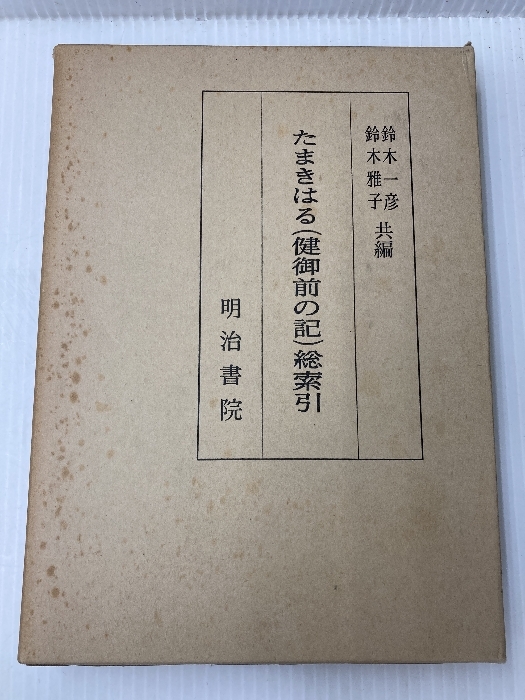 鈴木一彦
鈴木雅子
共編
たまきはる(健御前の記)総索引
明治書院